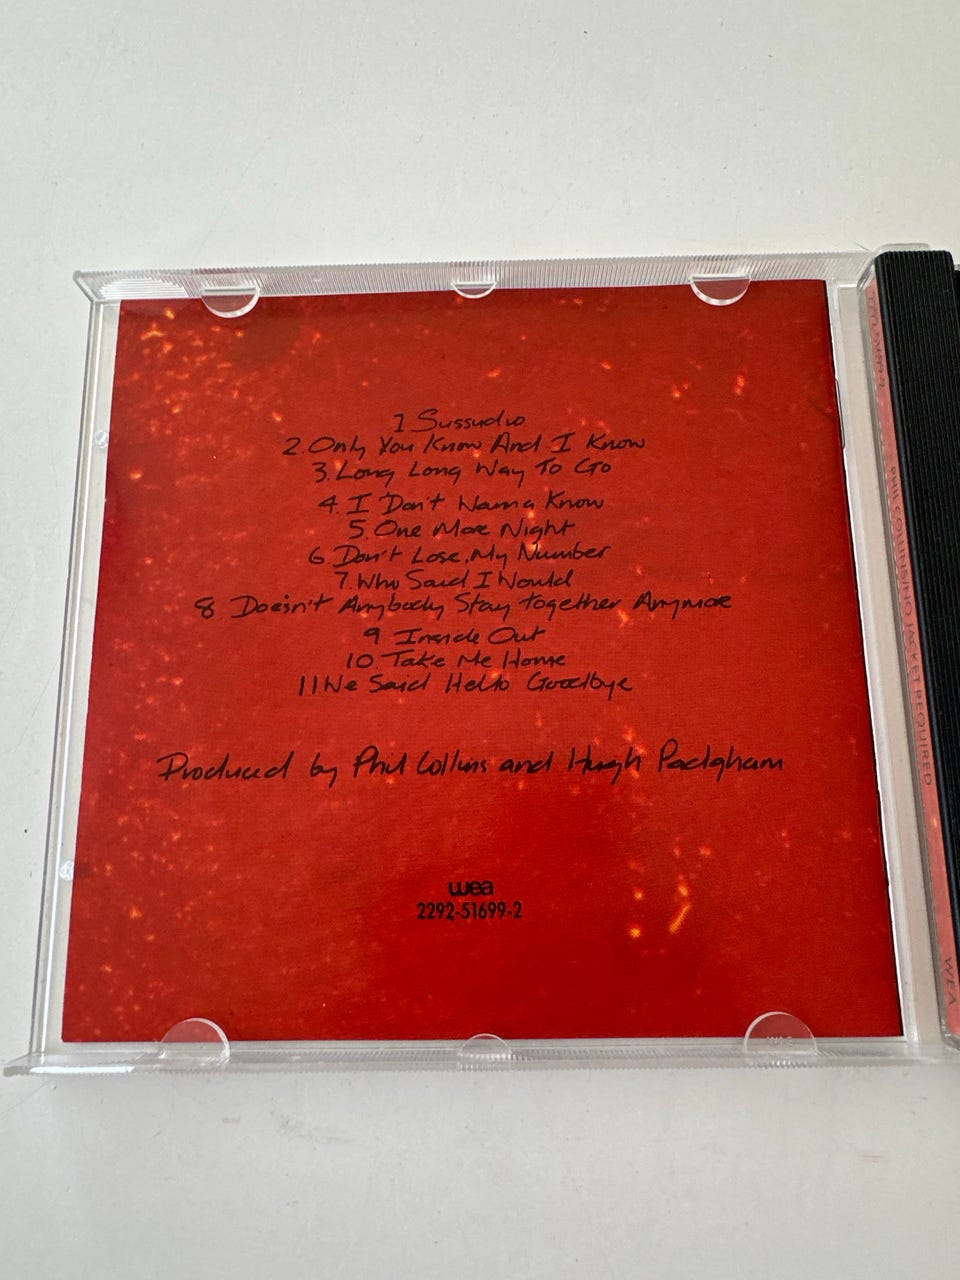 1 Sussudio
2. Only You Know And I Know
3. Long Long Way To Go
4. I Don't Wanna Know
5. One More Night
6 Don't Lose My Number
7. Who Said I Would
8 Doesn't Anybody Stay Together Anymore
9 Inside Out
10. Take Me Home
11 We Said Hello Goodbye
Produced by Phil Collins and Hugh Padgham
wea
2292-51699-2
PHIL COLLINS/NO JACKET REQUIRED
WEA